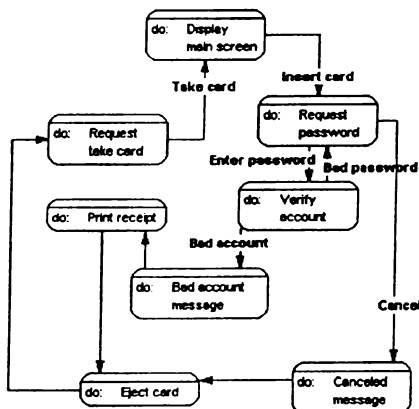 do: Display
main screen
Take card
Insert card
do: Request
take card
do: Request
password
Enter password
Bad password
do: Print receipt
do: Verify
account
Bad account
do: Bad account
message
Cancel
do: Eject card
do: Canceled
message